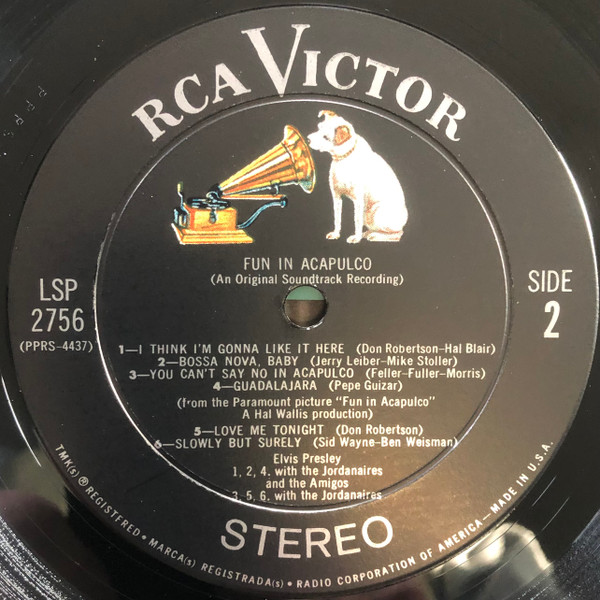 RCA VICTOR
FUN IN ACAPULCO
(An Original Soundtrack Recording)
LSP
2756
(PPRS-4437)
SIDE
2
1—I THINK I'M GONNA LIKE IT HERE (Don Robertson-Hal Blair)
2—BOSSA NOVA, BABY (Jerry Leiber-Mike Stoller)
3—YOU CAN'T SAY NO IN ACAPULCO (Feller-Fuller-Morris)
4—GUADALAJARA (Pepe Guizar)
(from the Paramount picture "Fun in Acapulco"
A Hal Wallis production)
5—LOVE ME TONIGHT (Don Robertson)
6—SLOWLY BUT SURELY (Sid Wayne-Ben Weisman)
Elvis Presley
1, 2, 4. with the Jordanaires
and the Amigos
3, 5, 6. with the Jordanaires
STEREO
TMK(s) ® REGISTERED • MARCA(s) REGISTRADA(s) • RADIO CORPORATION OF AMERICA—MADE IN U.S.A.